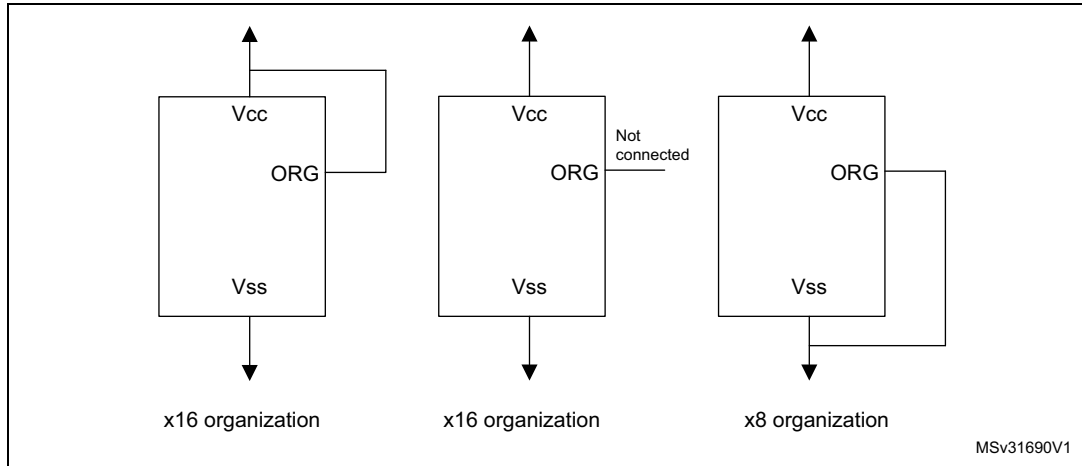 Vcc
ORG
Vss
x16 organization
Vcc
Not
connected
ORG
Vss
x16 organization
Vcc
ORG
Vss
x8 organization
MSv31690V1